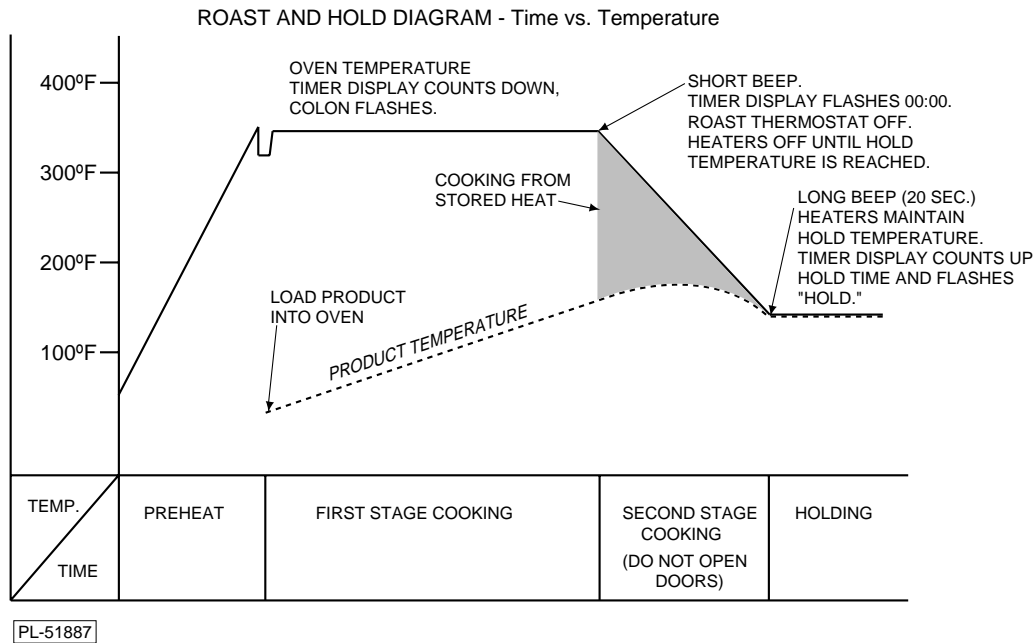 ROAST AND HOLD DIAGRAM - Time vs. Temperature
400ºF
300ºF
200ºF
100ºF
OVEN TEMPERATURE
TIMER DISPLAY COUNTS DOWN,
COLON FLASHES.
SHORT BEEP.
TIMER DISPLAY FLASHES 00:00.
ROAST THERMOSTAT OFF.
HEATERS OFF UNTIL HOLD
TEMPERATURE IS REACHED.
COOKING FROM
STORED HEAT
LONG BEEP (20 SEC.)
HEATERS MAINTAIN
HOLD TEMPERATURE.
TIMER DISPLAY COUNTS UP
HOLD TIME AND FLASHES
"HOLD."
LOAD PRODUCT
INTO OVEN
PRODUCT TEMPERATURE
TEMP.
TIME
PREHEAT
FIRST STAGE COOKING
SECOND STAGE
COOKING
(DO NOT OPEN
DOORS)
HOLDING
PL-51887